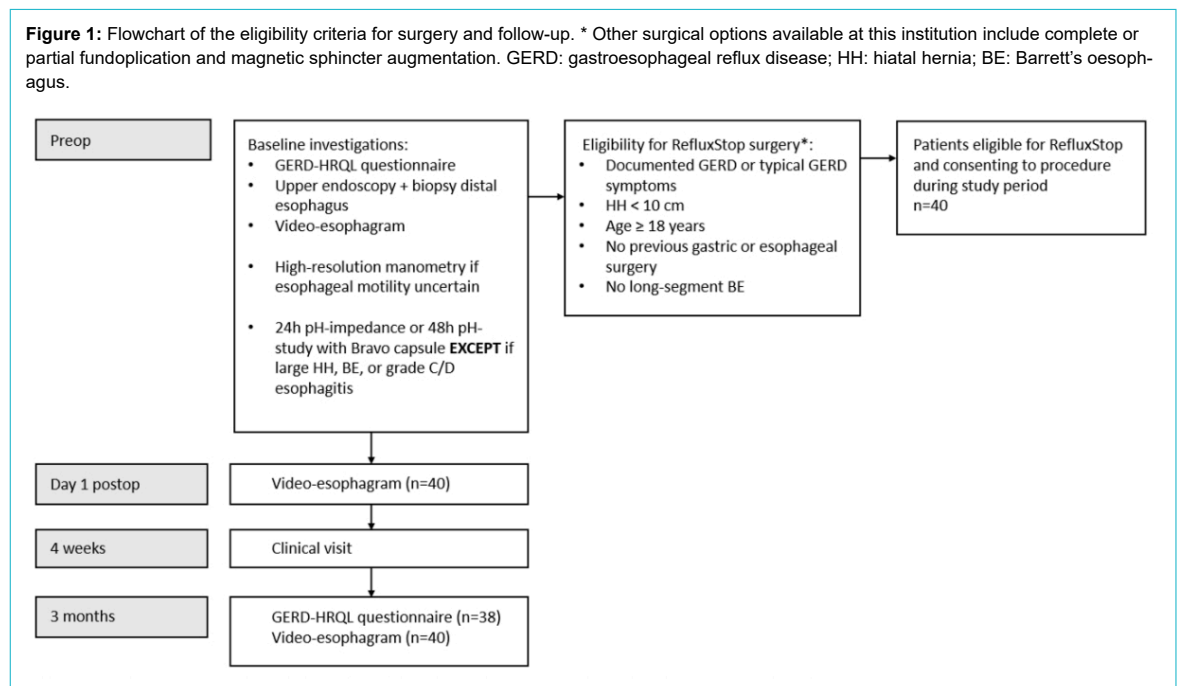 Figure 1: Flowchart of the eligibility criteria for surgery and follow-up. * Other surgical options available at this institution include complete or
partial fundoplication and magnetic sphincter augmentation. GERD: gastroesophageal reflux disease; HH: hiatal hernia; BE: Barrett's oesoph-
agus.
Preop
Baseline investigations:
• GERD-HRQL questionnaire
• Upper endoscopy + biopsy distal
esophagus
• Video-esophagram
• High-resolution manometry if
esophageal motility uncertain
• 24h pH-impedance or 48h pH-
study with Bravo capsule EXCEPT if
large HH, BE, or grade C/D
esophagitis
Eligibility for RefluxStop surgery*:
• Documented GERD or typical GERD
symptoms
• HH < 10 cm
• Age ≥ 18 years
• No previous gastric or esophageal
surgery
• No long-segment BE
Patients eligible for RefluxStop
and consenting to procedure
during study period
n=40
Day 1 postop
Video-esophagram (n=40)
4 weeks
Clinical visit
3 months
GERD-HRQL questionnaire (n=38)
Video-esophagram (n=40)